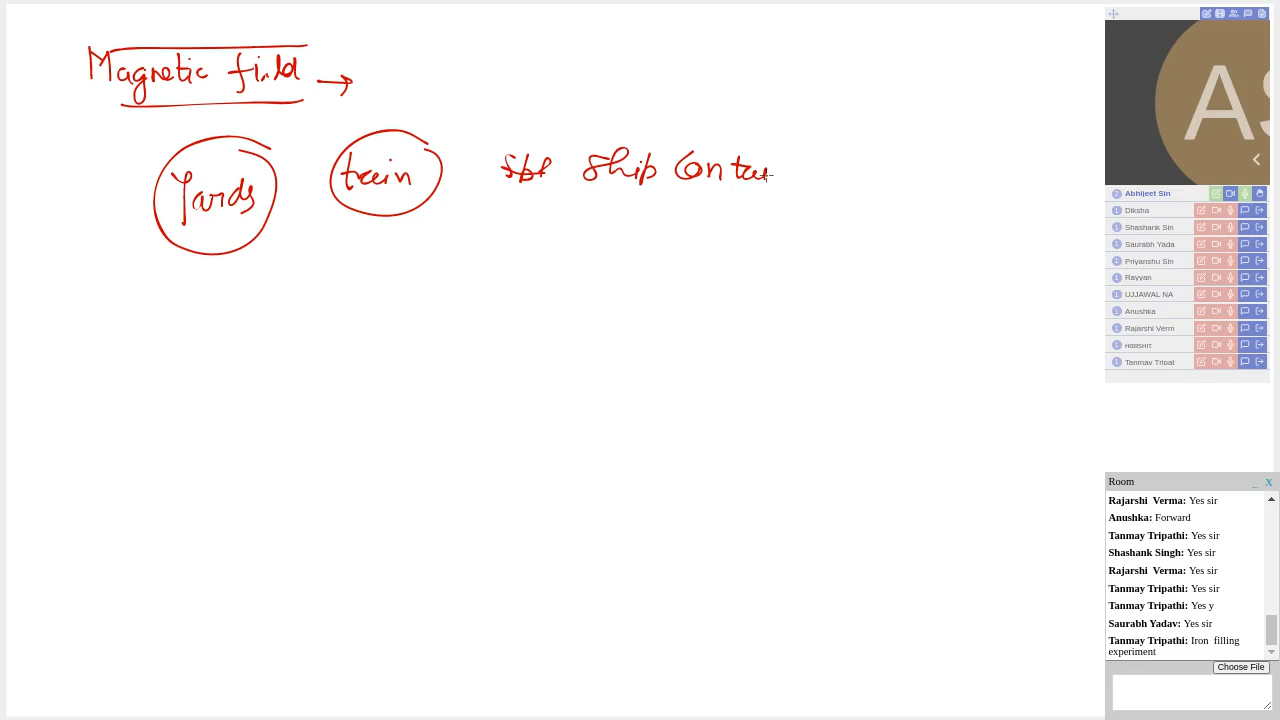 Magnetic field →
Yards train Ship Conta
AS
Abhijeet Sin
Diksha
Shashank Sin
Saurabh Yada
Priyanshu Sin
Rayyan
UJJAWAL NA
Anushka
Rajarshi Verm
HORSHIT
Tanmay Tripat
Room _ X
Rajarshi Verma: Yes sir
Anushka: Forward
Tanmay Tripathi: Yes sir
Shashank Singh: Yes sir
Rajarshi Verma: Yes sir
Tanmay Tripathi: Yes sir
Tanmay Tripathi: Yes y
Saurabh Yadav: Yes sir
Tanmay Tripathi: Iron filling
experiment
Choose File